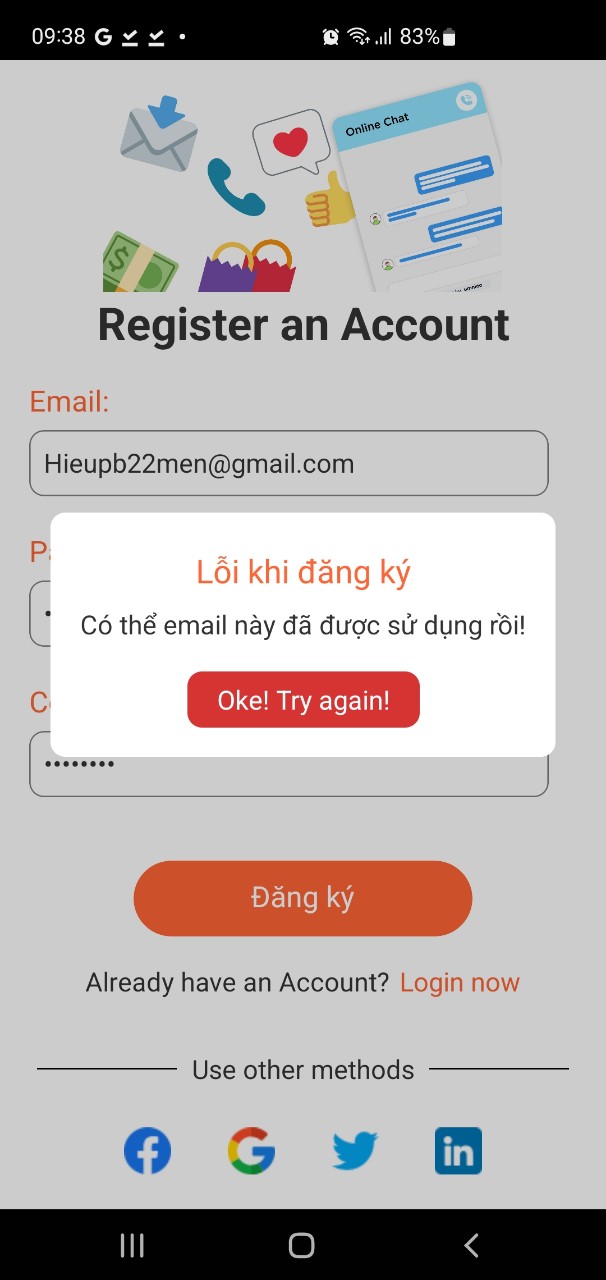 09:38
83%
Online Chat
Register an Account
Email:
Hieupb22men@gmail.com
Lỗi khi đăng ký
Có thể email này đã được sử dụng rồi!
Oke! Try again!
Đăng ký
Already have an Account? Login now
Use other methods